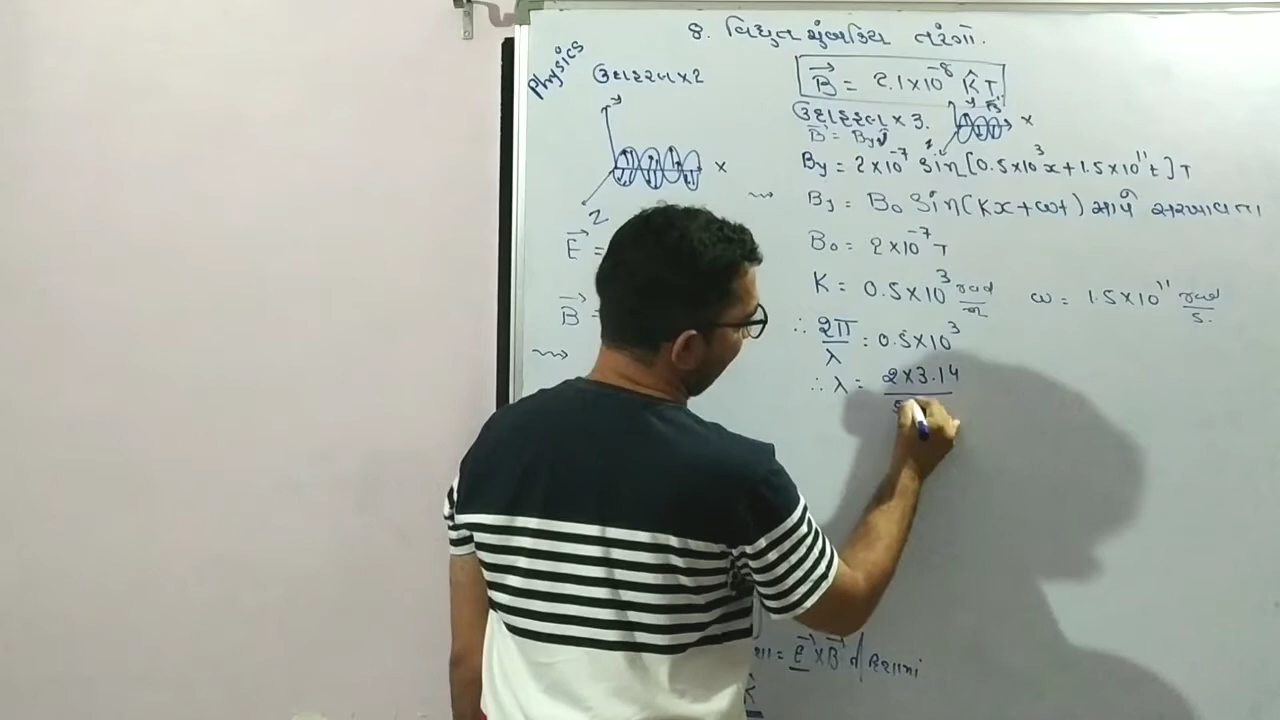 8. વિદ્યુત ચુંબકિય તરંગો.
Physics
ઉદાહરણ × 2
Y
X
Z
E⃗ =
B⃗ =
B⃗ = 2.1×10⁻⁸ k̂ T
ઉદાહરણ × 3.
X
B⃗ = By ĵ
By = 2×10⁻⁷ Sin[0.5×10³x+1.5×10¹¹t] T
By = B₀ Sin(Kx+ωt) સાથે સરખાવતા
B₀ = 2×10⁻⁷ T
K = 0.5×10³ rad/m ω = 1.5×10¹¹ rad/s.
∴ 2π/λ = 0.5×10³
∴ λ = 2×3.14
5
= E⃗ ×B⃗ ની દિશામાં